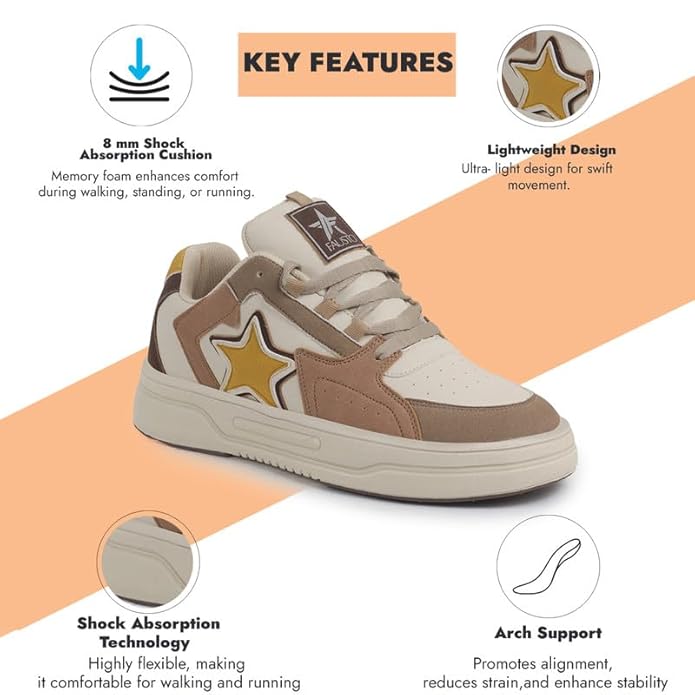 KEY FEATURES
8 mm Shock
Absorption Cushion
Memory foam enhances comfort
during walking, standing, or running.
Lightweight Design
Ultra- light design for swift
movement.
FAUSTO
Shock Absorption
Technology
Highly flexible, making
it comfortable for walking and running
Arch Support
Promotes alignment,
reduces strain,and enhance stability